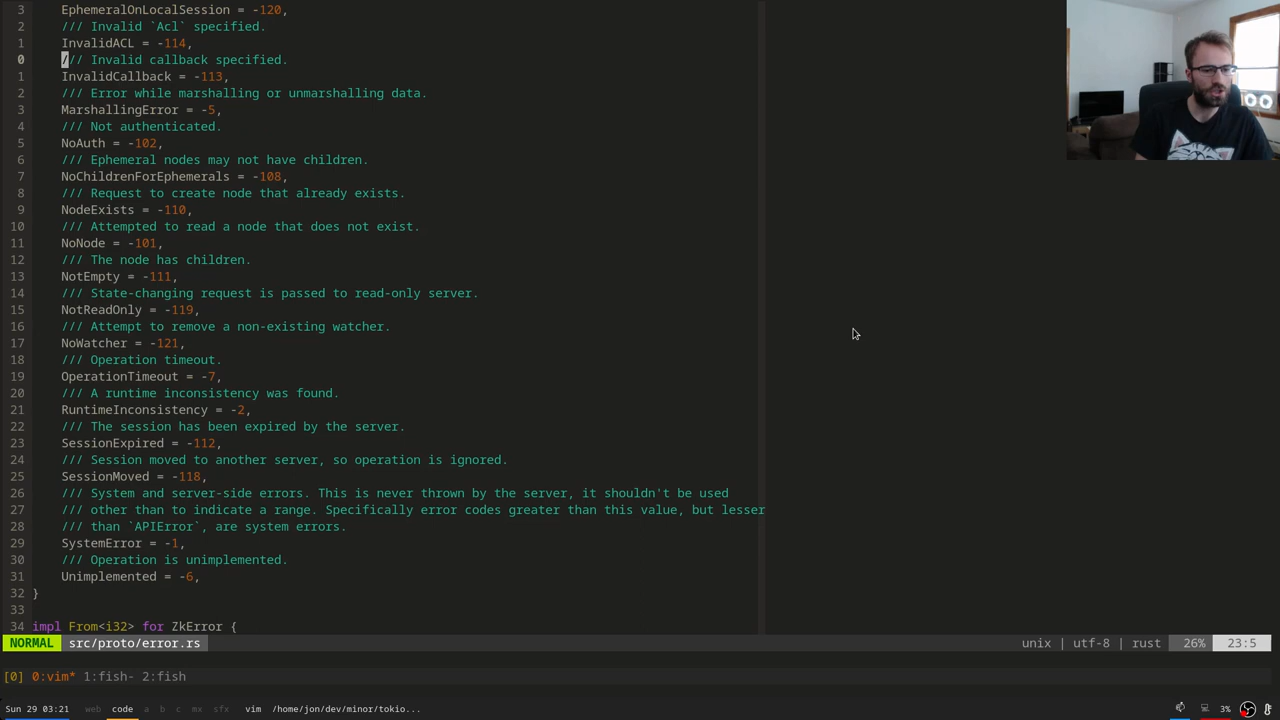 3 EphemeralOnLocalSession = -120,
2 /// Invalid `Acl` specified.
1 InvalidACL = -114,
0 /// Invalid callback specified.
1 InvalidCallback = -113,
2 /// Error while marshalling or unmarshalling data.
3 MarshallingError = -5,
4 /// Not authenticated.
5 NoAuth = -102,
6 /// Ephemeral nodes may not have children.
7 NoChildrenForEphemerals = -108,
8 /// Request to create node that already exists.
9 NodeExists = -110,
10 /// Attempted to read a node that does not exist.
11 NoNode = -101,
12 /// The node has children.
13 NotEmpty = -111,
14 /// State-changing request is passed to read-only server.
15 NotReadOnly = -119,
16 /// Attempt to remove a non-existing watcher.
17 NoWatcher = -121,
18 /// Operation timeout.
19 OperationTimeout = -7,
20 /// A runtime inconsistency was found.
21 RuntimeInconsistency = -2,
22 /// The session has been expired by the server.
23 SessionExpired = -112,
24 /// Session moved to another server, so operation is ignored.
25 SessionMoved = -118,
26 /// System and server-side errors. This is never thrown by the server, it shouldn't be used
27 /// other than to indicate a range. Specifically error codes greater than this value, but lesser
28 /// than `APIError`, are system errors.
29 SystemError = -1,
30 /// Operation is unimplemented.
31 Unimplemented = -6,
32 }
33
34 impl From<i32> for ZkError {
NORMAL src/proto/error.rs unix | utf-8 | rust 26% 23:5
[0] 0:vim* 1:fish- 2:fish
Sun 29 03:21 web code a b c mx sfx vim /home/jon/dev/minor/tokio... 3%